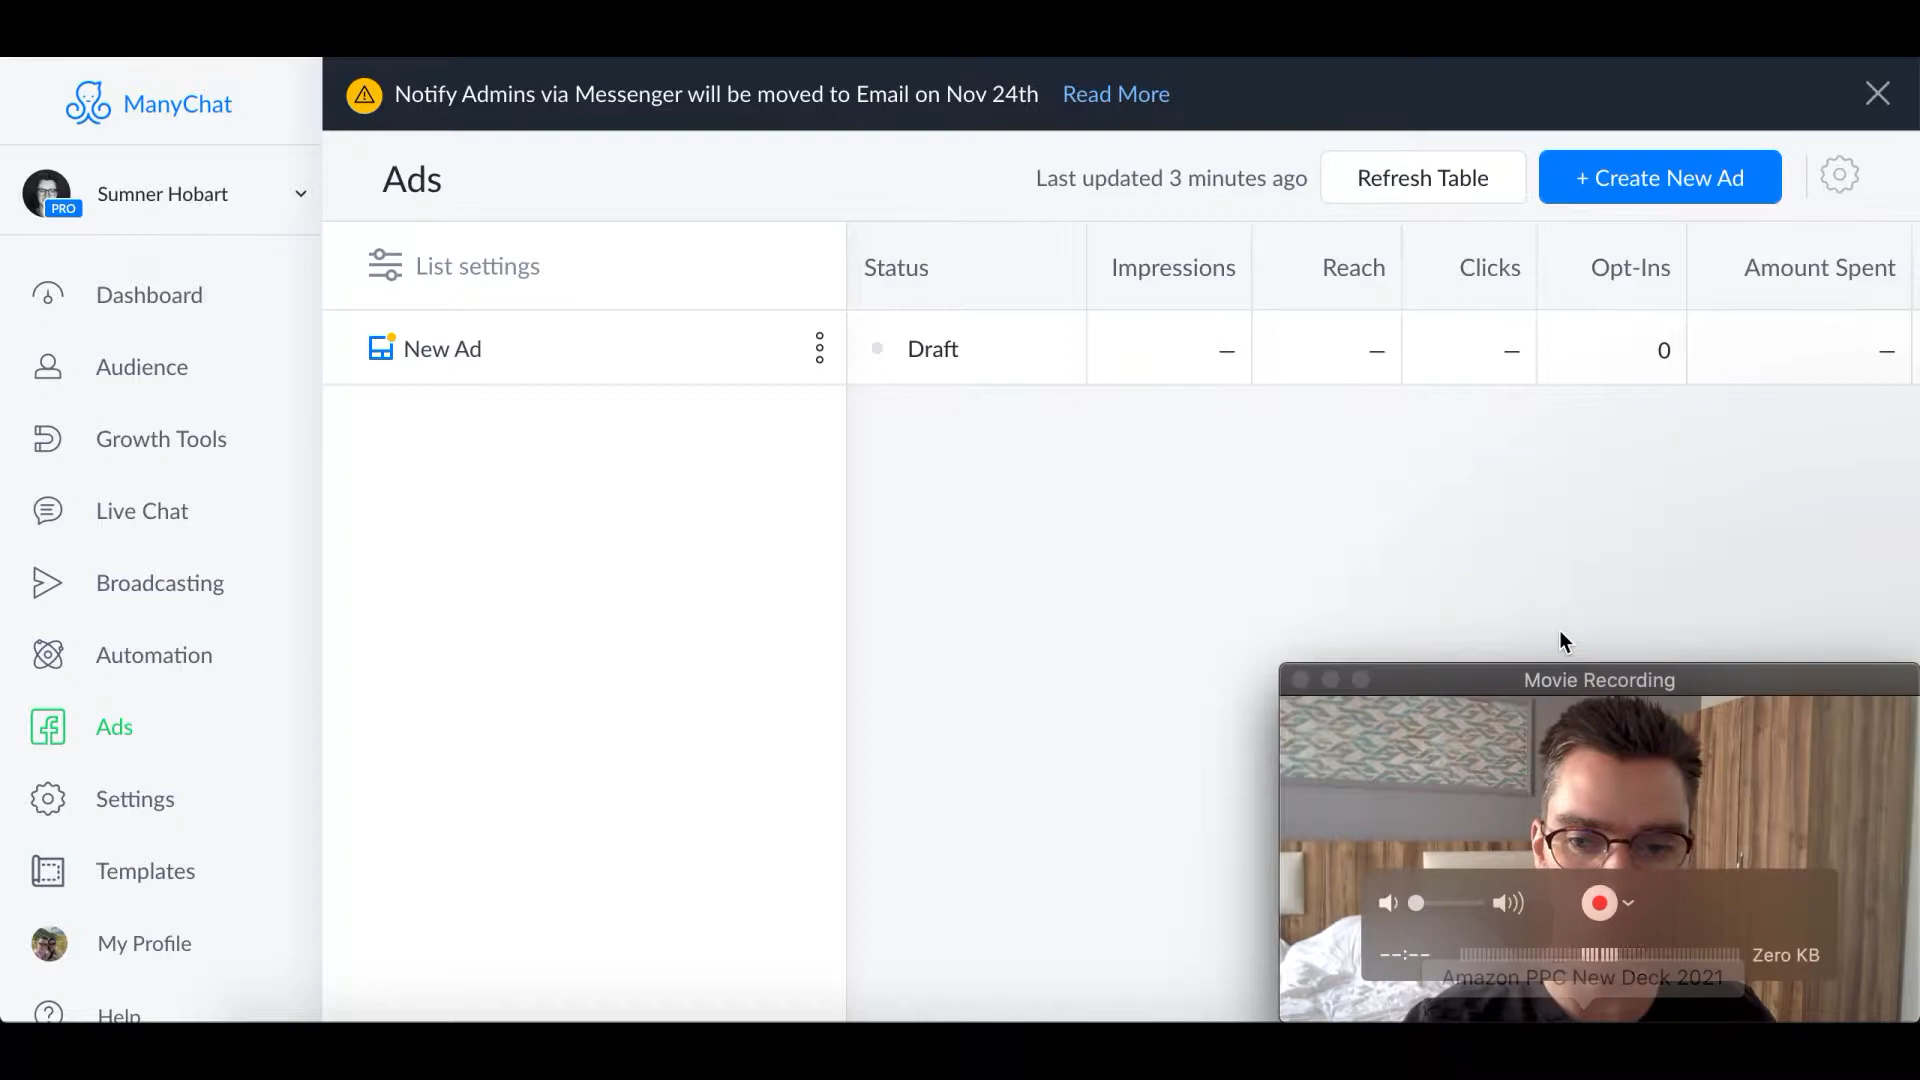 ManyChat
Notify Admins via Messenger will be moved to Email on Nov 24th Read More
PRO
Sumner Hobart
Ads
Last updated 3 minutes ago
Refresh Table
+ Create New Ad
List settings
Status
Impressions
Reach
Clicks
Opt-Ins
Amount Spent
New Ad
Draft
–
–
–
0
–
Dashboard
Audience
Growth Tools
Live Chat
Broadcasting
Automation
Ads
Settings
Templates
My Profile
Help
Movie Recording
--:--
Zero KB
Amazon PPC New Deck 2021